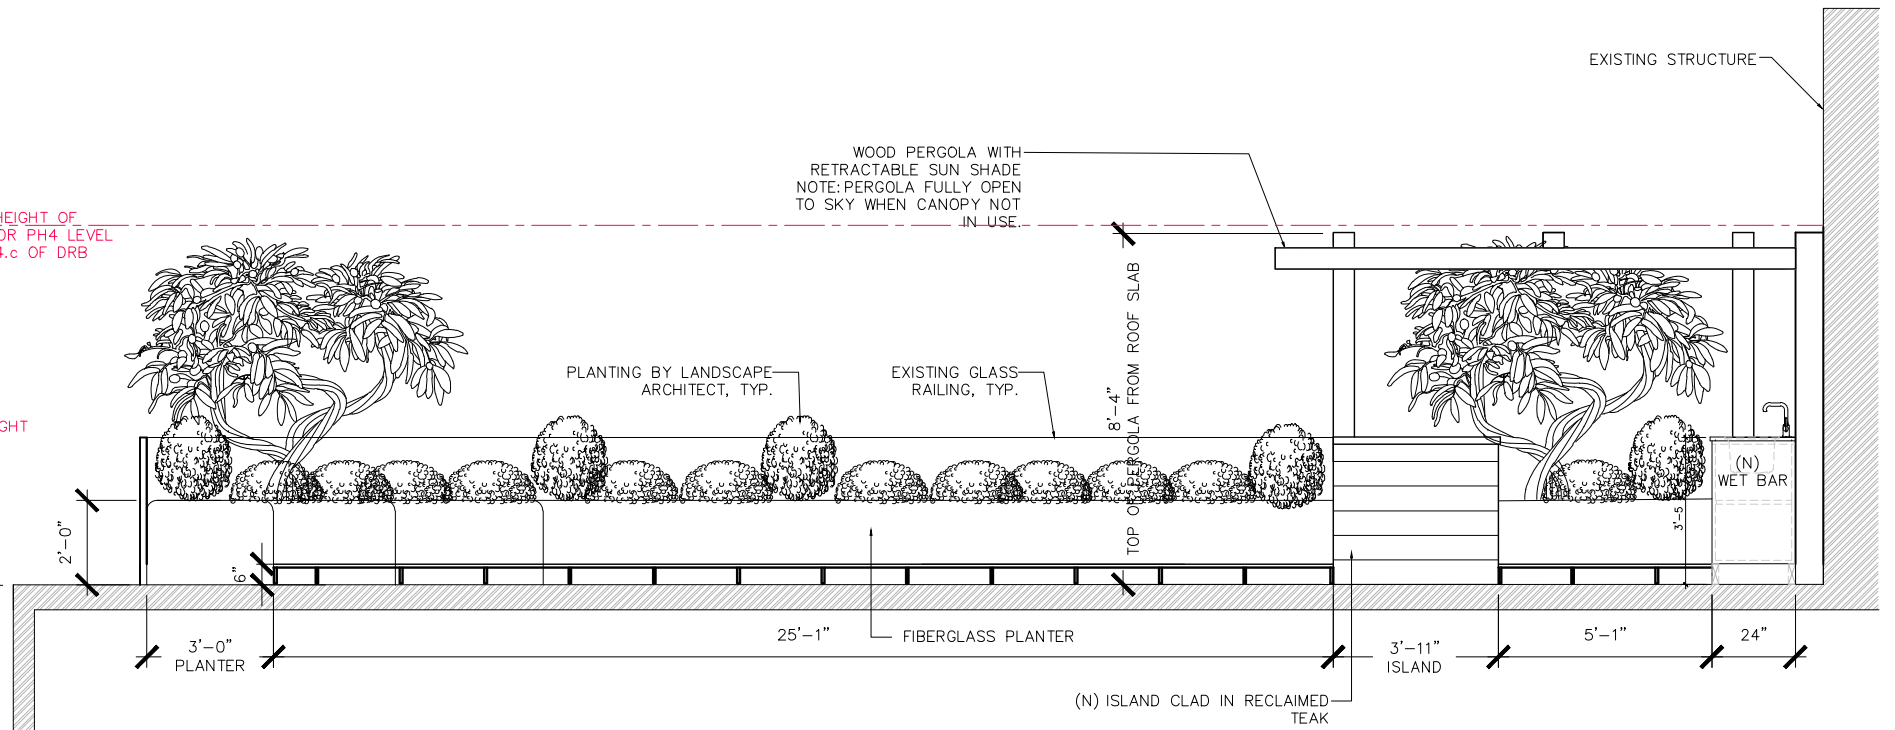 EXISTING STRUCTURE
WOOD PERGOLA WITH
RETRACTABLE SUN SHADE
NOTE: PERGOLA FULLY OPEN
TO SKY WHEN CANOPY NOT
IN USE.
HEIGHT OF
OR PH4 LEVEL
4.c OF DRB
GHT
PLANTING BY LANDSCAPE
ARCHITECT, TYP.
EXISTING GLASS
RAILING, TYP.
8'-4"
TOP OF PERGOLA FROM ROOF SLAB
(N)
WET BAR
3'-5
2'-0"
6"
3'-0"
PLANTER
25'-1"
FIBERGLASS PLANTER
3'-11"
ISLAND
5'-1"
24"
(N) ISLAND CLAD IN RECLAIMED
TEAK